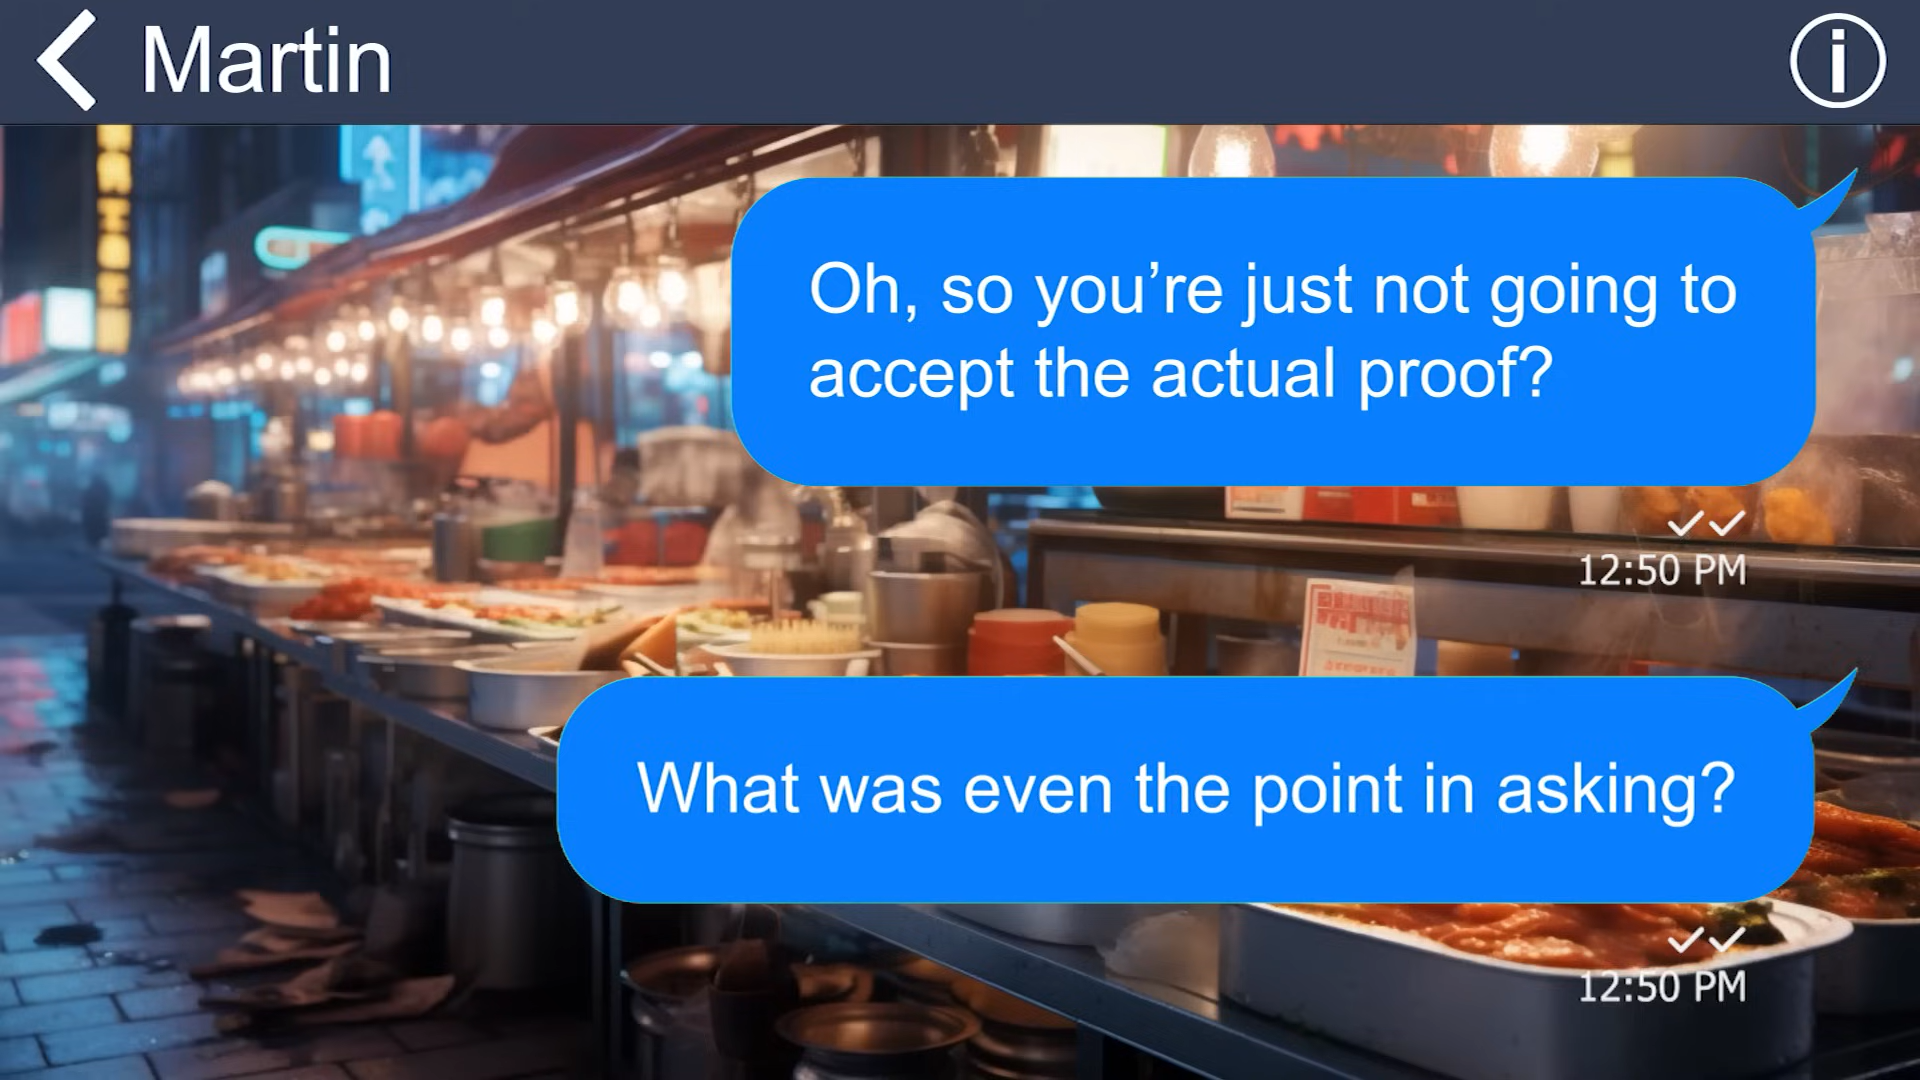 Martin
Oh, so you’re just not going to
accept the actual proof?
12:50 PM
What was even the point in asking?
12:50 PM